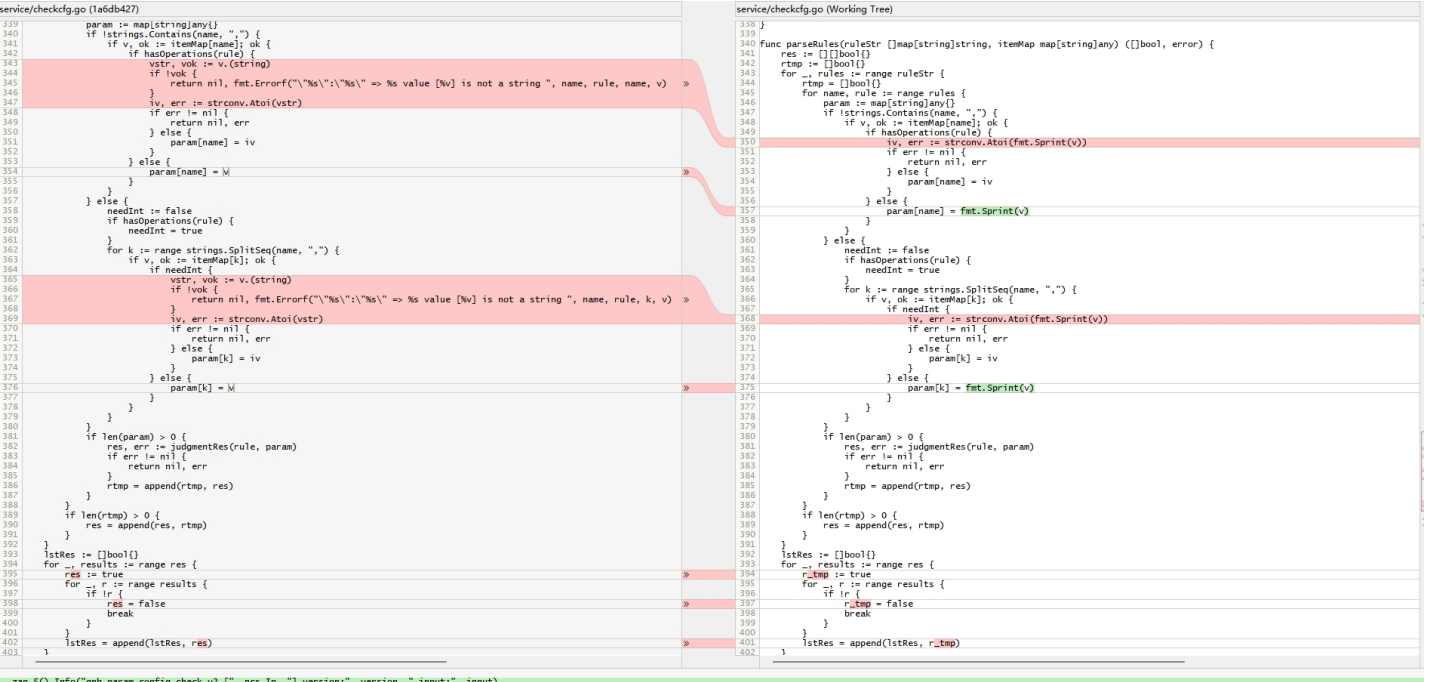 service/checkcfg.go (1a6db427)
339 param := map[string]any{}
340 if !strings.Contains(name, ",") {
341 if v, ok := itemMap[name]; ok {
342 if hasOperations(rule) {
343 vstr, vok := v.(string)
344 if !vok {
345 return nil, fmt.Errorf("\"%s\":\"%s\" => %s value [%v] is not a string ", name, rule, name, v)
346 }
347 iv, err := strconv.Atoi(vstr)
348 if err != nil {
349 return nil, err
350 } else {
351 param[name] = iv
352 }
353 } else {
354 param[name] = v
355 }
356 }
357 } else {
358 needInt := false
359 if hasOperations(rule) {
360 needInt = true
361 }
362 for k := range strings.SplitSeq(name, ",") {
363 if v, ok := itemMap[k]; ok {
364 if needInt {
365 vstr, vok := v.(string)
366 if !vok {
367 return nil, fmt.Errorf("\"%s\":\"%s\" => %s value [%v] is not a string ", name, rule, k, v)
368 }
369 iv, err := strconv.Atoi(vstr)
370 if err != nil {
371 return nil, err
372 } else {
373 param[k] = iv
374 }
375 } else {
376 param[k] = v
377 }
378 }
379 }
380 }
381 if len(param) > 0 {
382 res, err := judgmentRes(rule, param)
383 if err != nil {
384 return nil, err
385 }
386 rtmp = append(rtmp, res)
387 }
388 }
389 if len(rtmp) > 0 {
390 res = append(res, rtmp)
391 }
392 }
393 lstRes := []bool{}
394 for _, results := range res {
395 res := true
396 for _, r := range results {
397 if !r {
398 res = false
399 break
400 }
401 }
402 lstRes = append(lstRes, res)
403 }
service/checkcfg.go (Working Tree)
338 }
339
340 func parseRules(ruleStr []map[string]string, itemMap map[string]any) ([]bool, error) {
341 res := [][]bool{}
342 rtmp := []bool{}
343 for _, rules := range ruleStr {
344 rtmp = []bool{}
345 for name, rule := range rules {
346 param := map[string]any{}
347 if !strings.Contains(name, ",") {
348 if v, ok := itemMap[name]; ok {
349 if hasOperations(rule) {
350 iv, err := strconv.Atoi(fmt.Sprint(v))
351 if err != nil {
352 return nil, err
353 } else {
354 param[name] = iv
355 }
356 } else {
357 param[name] = fmt.Sprint(v)
358 }
359 }
360 } else {
361 needInt := false
362 if hasOperations(rule) {
363 needInt = true
364 }
365 for k := range strings.SplitSeq(name, ",") {
366 if v, ok := itemMap[k]; ok {
367 if needInt {
368 iv, err := strconv.Atoi(fmt.Sprint(v))
369 if err != nil {
370 return nil, err
371 } else {
372 param[k] = iv
373 }
374 } else {
375 param[k] = fmt.Sprint(v)
376 }
377 }
378 }
379 }
380 if len(param) > 0 {
381 res, err := judgmentRes(rule, param)
382 if err != nil {
383 return nil, err
384 }
385 rtmp = append(rtmp, res)
386 }
387 }
388 if len(rtmp) > 0 {
389 res = append(res, rtmp)
390 }
391 }
392 lstRes := []bool{}
393 for _, results := range res {
394 r_tmp := true
395 for _, r := range results {
396 if !r {
397 r_tmp = false
398 break
399 }
400 }
401 lstRes = append(lstRes, r_tmp)
402 }